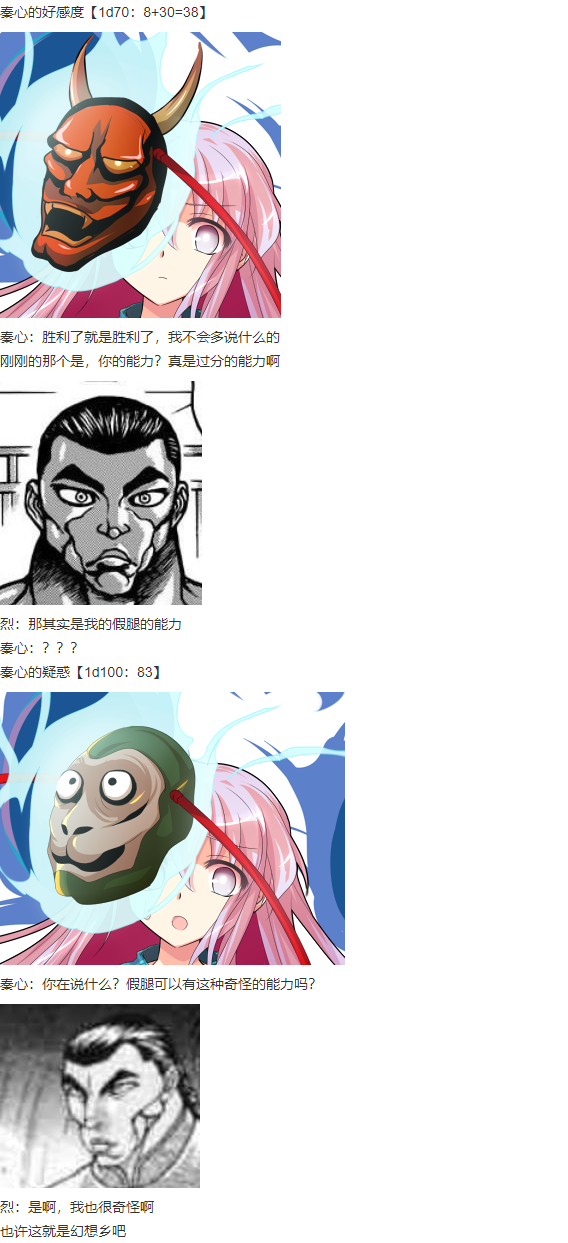 秦心的好感度【1d70：8+30=38】
秦心：胜利了就是胜利了，我不会多说什么的
刚刚的那个是，你的能力？真是过分的能力啊
烈：那其实是我的假腿的能力
秦心：？？？
秦心的疑惑【1d100：83】
秦心：你在说什么？假腿可以有这种奇怪的能力吗？
烈：是啊，我也很奇怪啊
也许这就是幻想乡吧